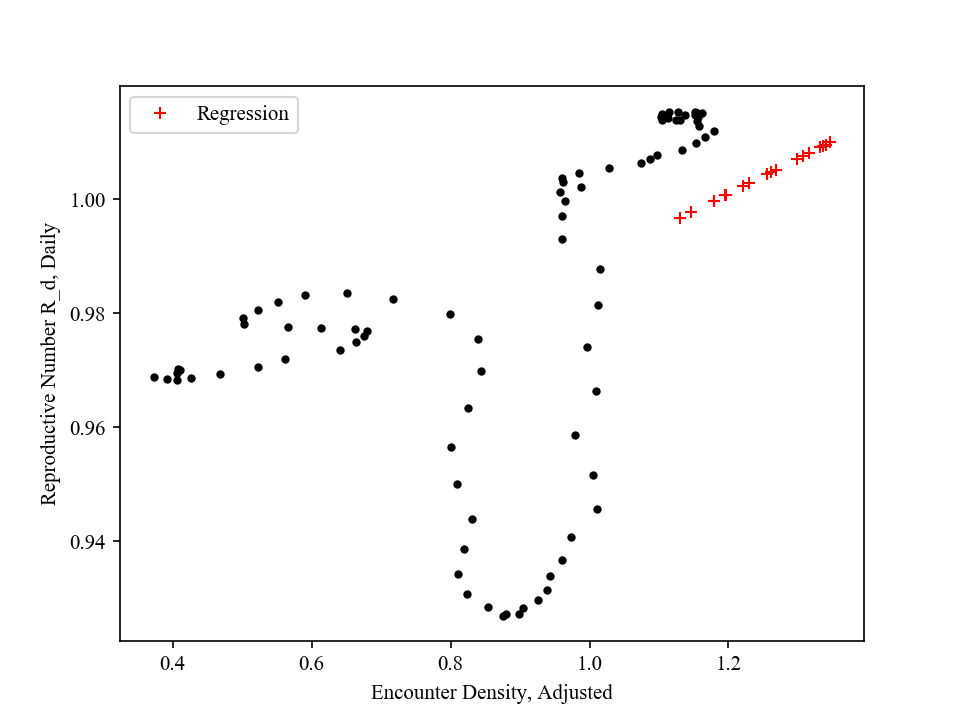 Regression
1.00
0.98
0.96
0.94
Reproductive Number R_d, Daily
0.4 0.6 0.8 1.0 1.2
Encounter Density, Adjusted